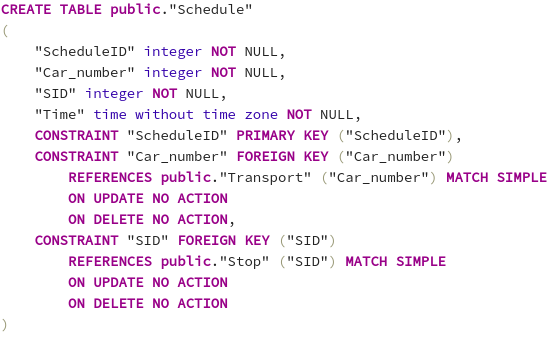 CREATE TABLE public."Schedule"
(
    "ScheduleID" integer NOT NULL,
    "Car_number" integer NOT NULL,
    "SID" integer NOT NULL,
    "Time" time without time zone NOT NULL,
    CONSTRAINT "ScheduleID" PRIMARY KEY ("ScheduleID"),
    CONSTRAINT "Car_number" FOREIGN KEY ("Car_number")
        REFERENCES public."Transport" ("Car_number") MATCH SIMPLE
        ON UPDATE NO ACTION
        ON DELETE NO ACTION,
    CONSTRAINT "SID" FOREIGN KEY ("SID")
        REFERENCES public."Stop" ("SID") MATCH SIMPLE
        ON UPDATE NO ACTION
        ON DELETE NO ACTION
)